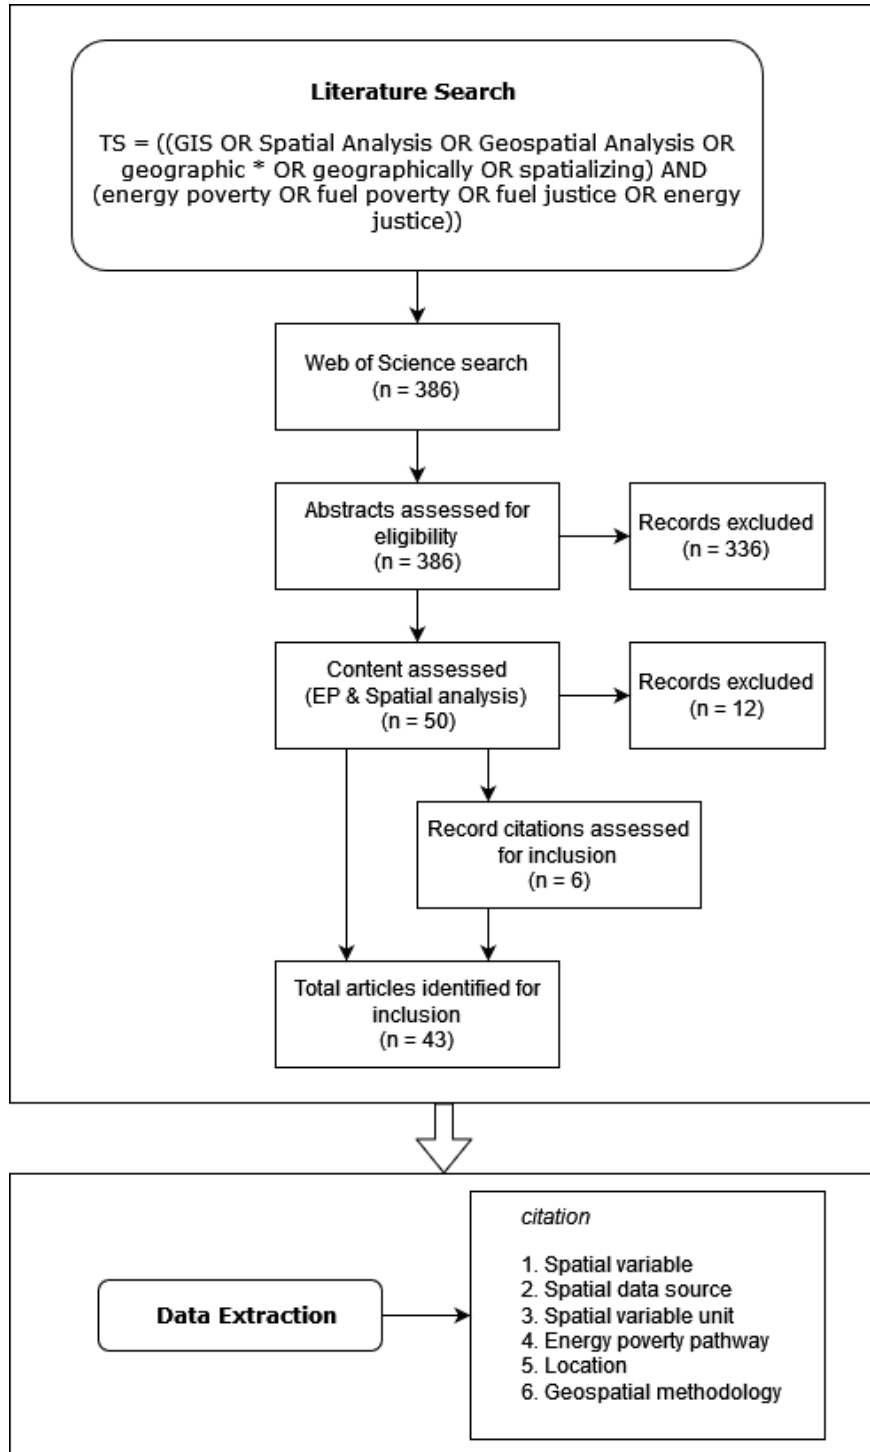 Literature Search
TS = ((GIS OR Spatial Analysis OR Geospatial Analysis OR
geographic * OR geographically OR spatializing) AND
(energy poverty OR fuel poverty OR fuel justice OR energy
justice))
Web of Science search
(n = 386)
Abstracts assessed for
eligibility
(n = 386)
Records excluded
(n = 336)
Content assessed
(EP & Spatial analysis)
(n = 50)
Records excluded
(n = 12)
Record citations assessed
for inclusion
(n = 6)
Total articles identified for
inclusion
(n = 43)
Data Extraction
citation
1. Spatial variable
2. Spatial data source
3. Spatial variable unit
4. Energy poverty pathway
5. Location
6. Geospatial methodology